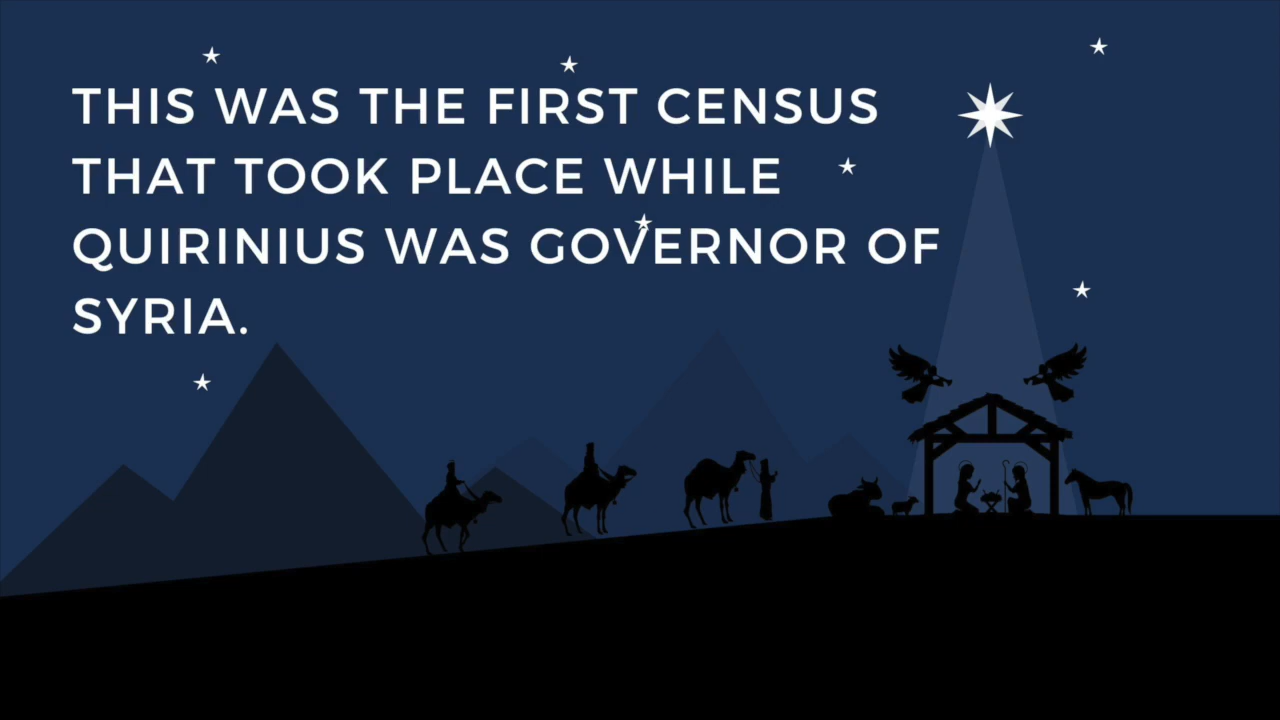 THIS WAS THE FIRST CENSUS
THAT TOOK PLACE WHILE
QUIRINIUS WAS GOVERNOR OF
SYRIA.